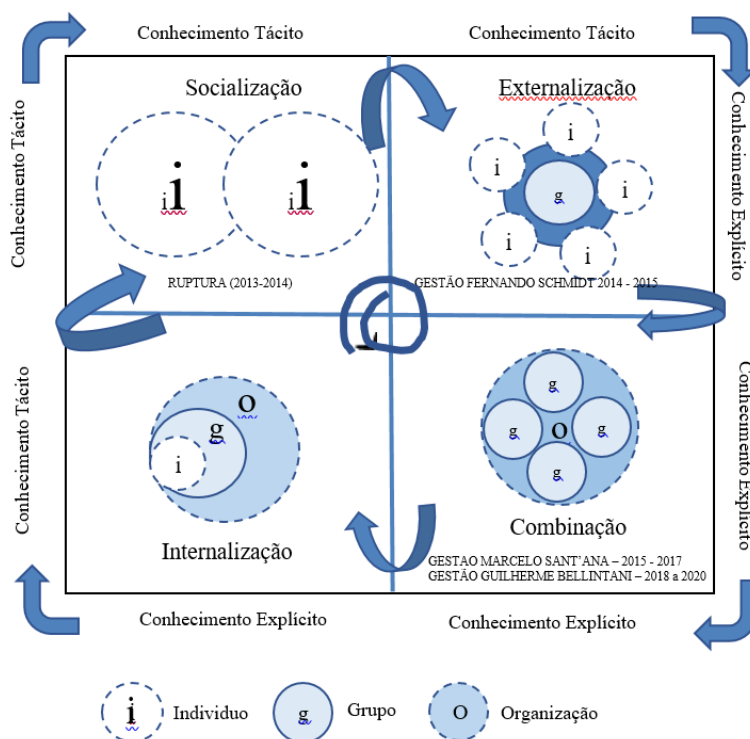 Conhecimento Tácito
Conhecimento Tácito
Conhecimento Tácito
Conhecimento Explícito
Socialização
Externalização
i i
i i
i
i
i
i
i
g
RUPTURA (2013-2014)
GESTÃO FERNANDO SCHMIDT 2014 - 2015
Conhecimento Tácito
Conhecimento Explícito
o
g
i
g
g
o
g
g
Internalização
Combinação
GESTAO MARCELO SANT'ANA – 2015 - 2017
GESTÃO GUILHERME BELLINTANI – 2018 a 2020
Conhecimento Explícito
Conhecimento Explícito
i Individuo
g Grupo
O Organização